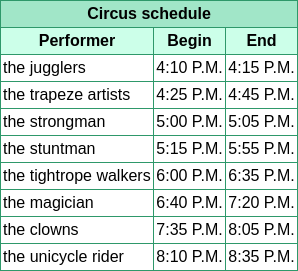 Circus schedule
Performer Begin End
the jugglers 4:10 P.M. 4:15 P.M.
the trapeze artists 4:25 P.M. 4:45 P.M.
the strongman 5:00 P.M. 5:05 P.M.
the stuntman 5:15 P.M. 5:55 P.M.
the tightrope walkers 6:00 P.M. 6:35 P.M.
the magician 6:40 P.M. 7:20 P.M.
the clowns 7:35 P.M. 8:05 P.M.
the unicycle rider 8:10 P.M. 8:35 P.M.